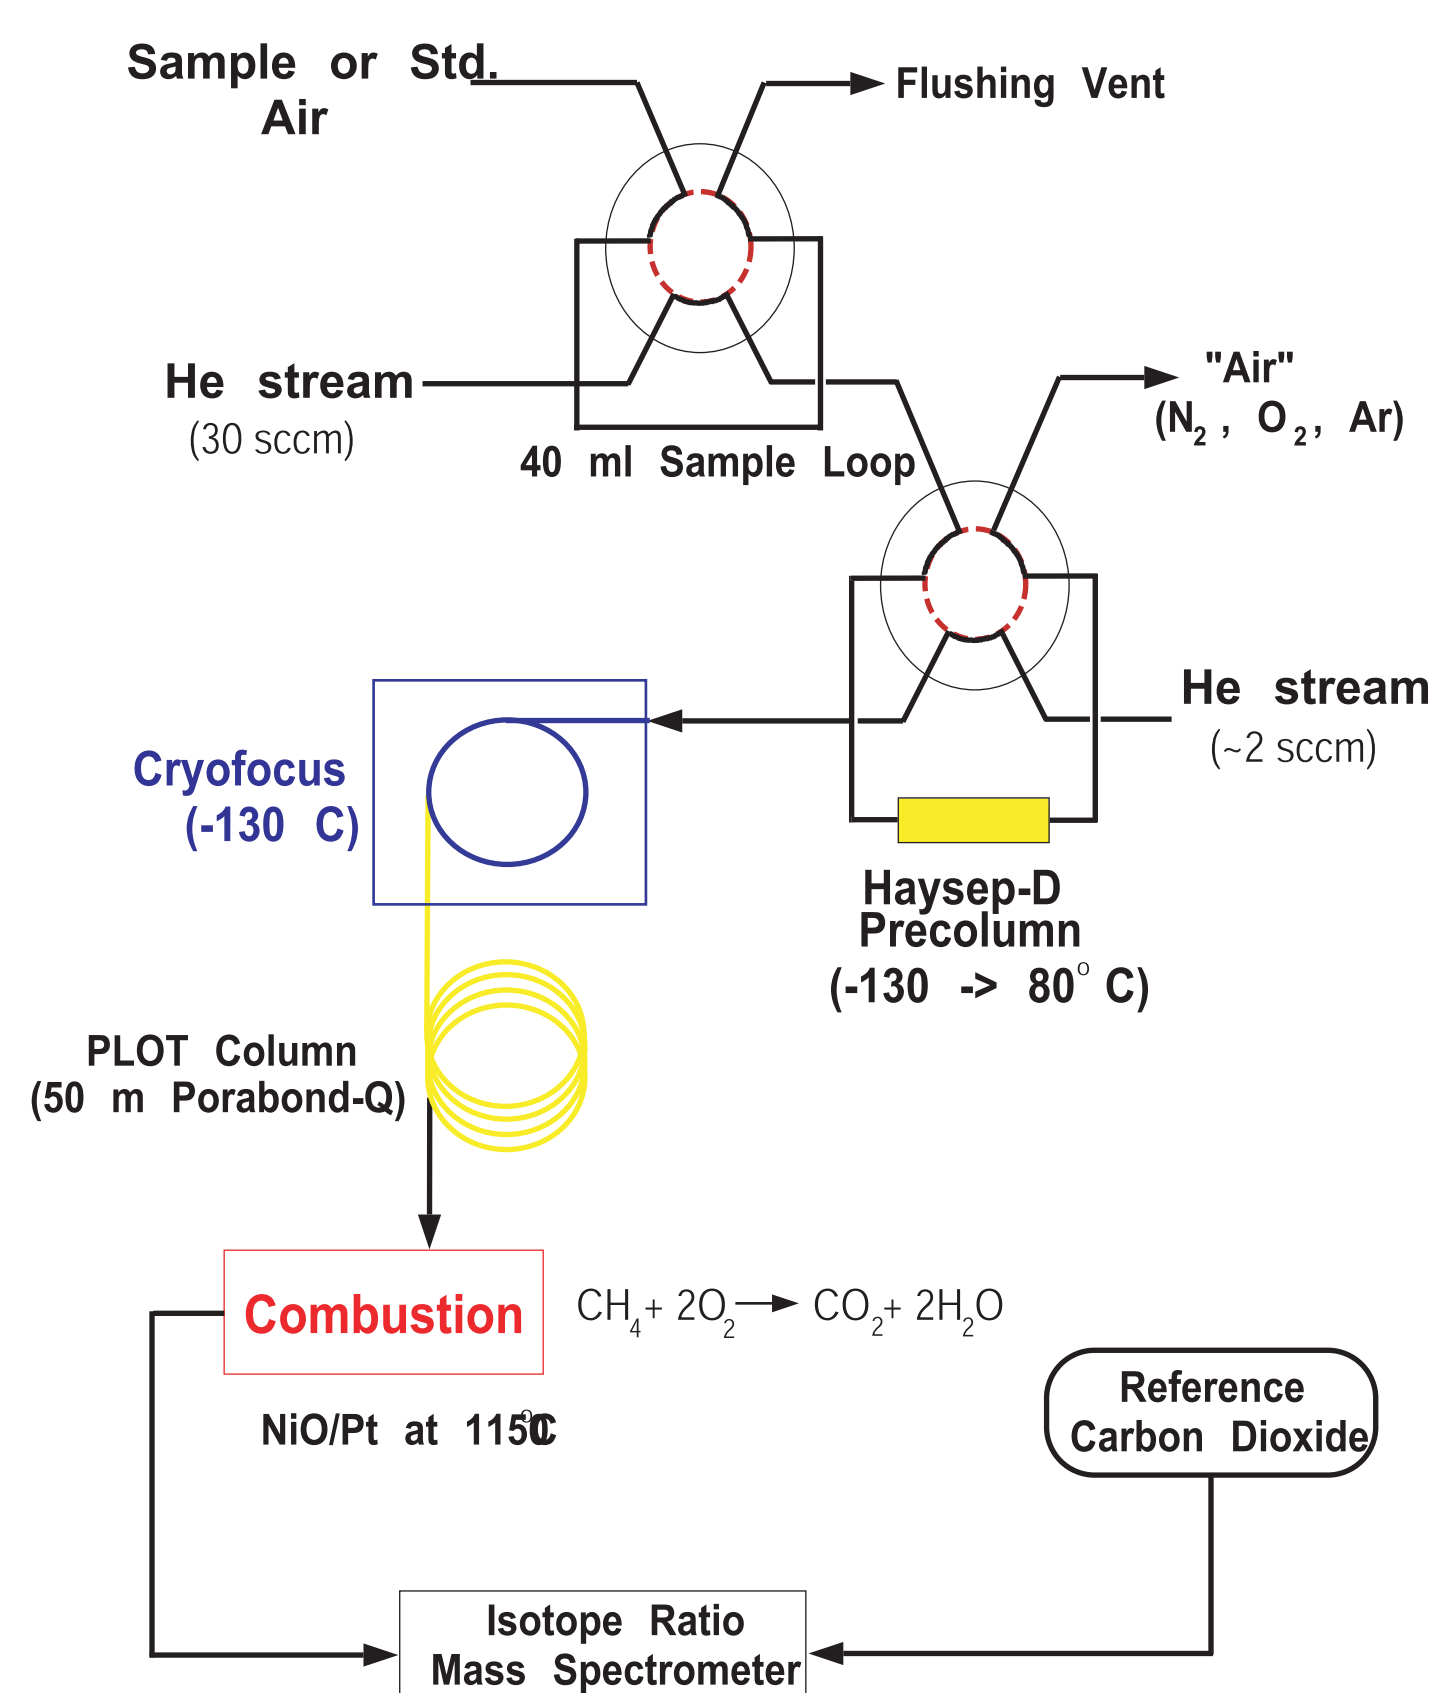 Sample or Std.
Air
Flushing Vent
He stream
(30 sccm)
40 ml Sample Loop
"Air"
(N2 , O2, Ar)
He stream
(~2 sccm)
Cryofocus
(-130 C)
Haysep-D
Precolumn
(-130 -> 80° C)
PLOT Column
(50 m Porabond-Q)
Combustion
CH4+ 2O2 → CO2+ 2H2O
NiO/Pt at 1150°C
Reference
Carbon Dioxide
Isotope Ratio
Mass Spectrometer